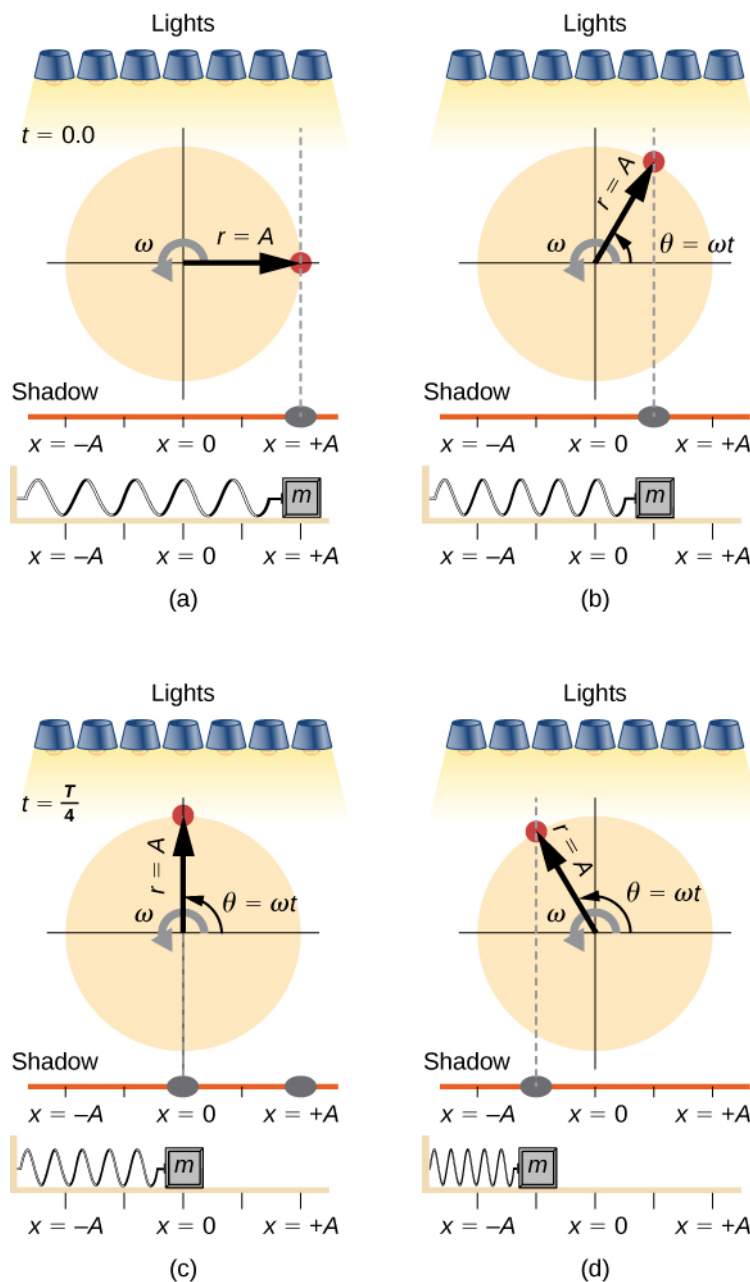 Lights
t = 0.0
ω
r = A
Shadow
x = –A x = 0 x = +A
m
x = –A x = 0 x = +A
(a)
Lights
r = A
ω
θ = ωt
Shadow
x = –A x = 0 x = +A
m
x = –A x = 0 x = +A
(b)
Lights
t = T/4
r = A
ω
θ = ωt
Shadow
x = –A x = 0 x = +A
m
x = –A x = 0 x = +A
(c)
Lights
r = A
ω
θ = ωt
Shadow
x = –A x = 0 x = +A
m
x = –A x = 0 x = +A
(d)